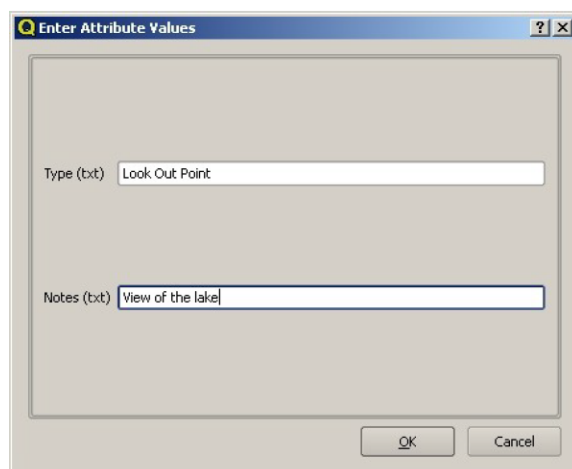 Enter Attribute Values
Type (txt) Look Out Point
Notes (txt) View of the lake
OK Cancel